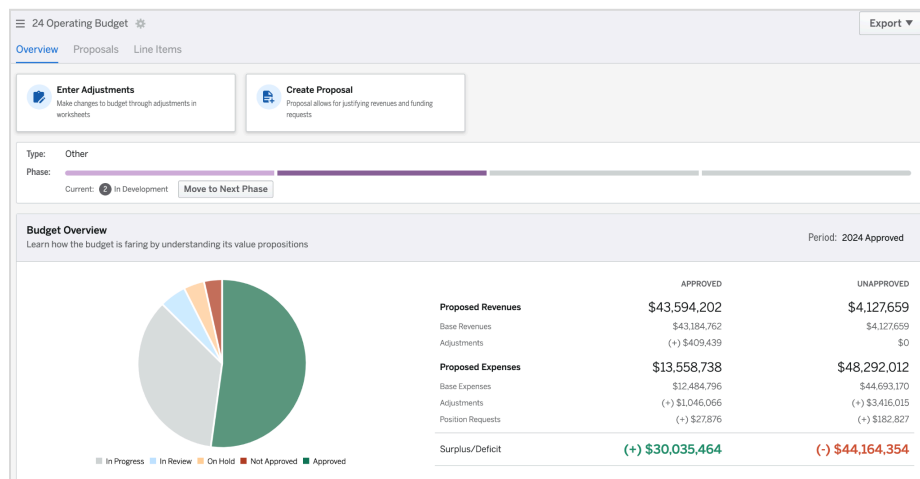 24 Operating Budget
Export ▼
Overview Proposals Line Items
Enter Adjustments
Make changes to budget through adjustments in
worksheets
Create Proposal
Proposal allows for justifying revenues and funding
requests
Type: Other
Phase:
Current: 2 In Development Move to Next Phase
Budget Overview
Learn how the budget is faring by understanding its value propositions
Period: 2024 Approved
APPROVED UNAPPROVED
Proposed Revenues $43,594,202 $4,127,659
Base Revenues $43,184,762 $4,127,659
Adjustments (+) $409,439 $0
Proposed Expenses $13,558,738 $48,292,012
Base Expenses $12,484,796 $44,693,170
Adjustments (+) $1,046,066 (+) $3,416,015
Position Requests (+) $27,876 (+) $182,827
Surplus/Deficit (+) $30,035,464 (-) $44,164,354
In Progress In Review On Hold Not Approved Approved